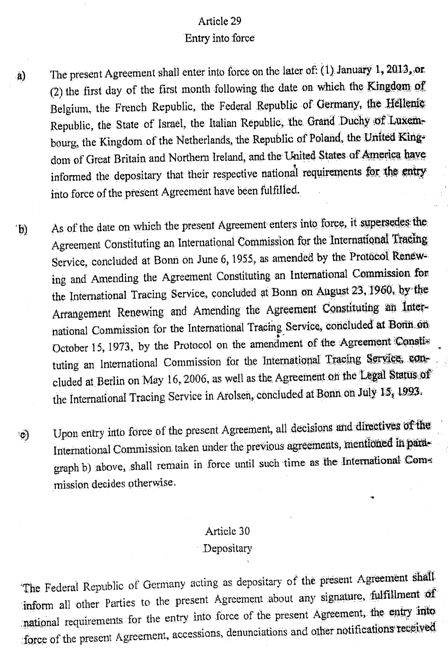 Article 29
Entry into force
a) The present Agreement shall enter into force on the later of: (1) January 1, 2013, or
(2) the first day of the first month following the date on which the Kingdom of
Belgium, the French Republic, the Federal Republic of Germany, the Hellenic
Republic, the State of Israel, the Italian Republic, the Grand Duchy of Luxem-
bourg, the Kingdom of the Netherlands, the Republic of Poland, the United King-
dom of Great Britain and Northern Ireland, and the United States of America have
informed the depositary that their respective national requirements for the entry
into force of the present Agreement have been fulfilled.
b) As of the date on which the present Agreement enters into force, it supersedes the
Agreement Constituting an International Commission for the International Tracing
Service, concluded at Bonn on June 6, 1955, as amended by the Protocol Renew-
ing and Amending the Agreement Constituting an International Commission for
the International Tracing Service, concluded at Bonn on August 23, 1960, by the
Arrangement Renewing and Amending the Agreement Constituting an Inter-
national Commission for the International Tracing Service, concluded at Bonn on
October 15, 1973, by the Protocol on the amendment of the Agreement Consti-
tuting an International Commission for the International Tracing Service, con-
cluded at Berlin on May 16, 2006, as well as the Agreement on the Legal Status of
the International Tracing Service in Arolsen, concluded at Bonn on July 15, 1993.
c) Upon entry into force of the present Agreement, all decisions and directives of the
International Commission taken under the previous agreements, mentioned in para-
graph b) above, shall remain in force until such time as the International Com-
mission decides otherwise.
Article 30
Depositary
The Federal Republic of Germany acting as depositary of the present Agreement shall
inform all other Parties to the present Agreement about any signature, fulfillment of
national requirements for the entry into force of the present Agreement, the entry into
force of the present Agreement, accessions, denunciations and other notifications received